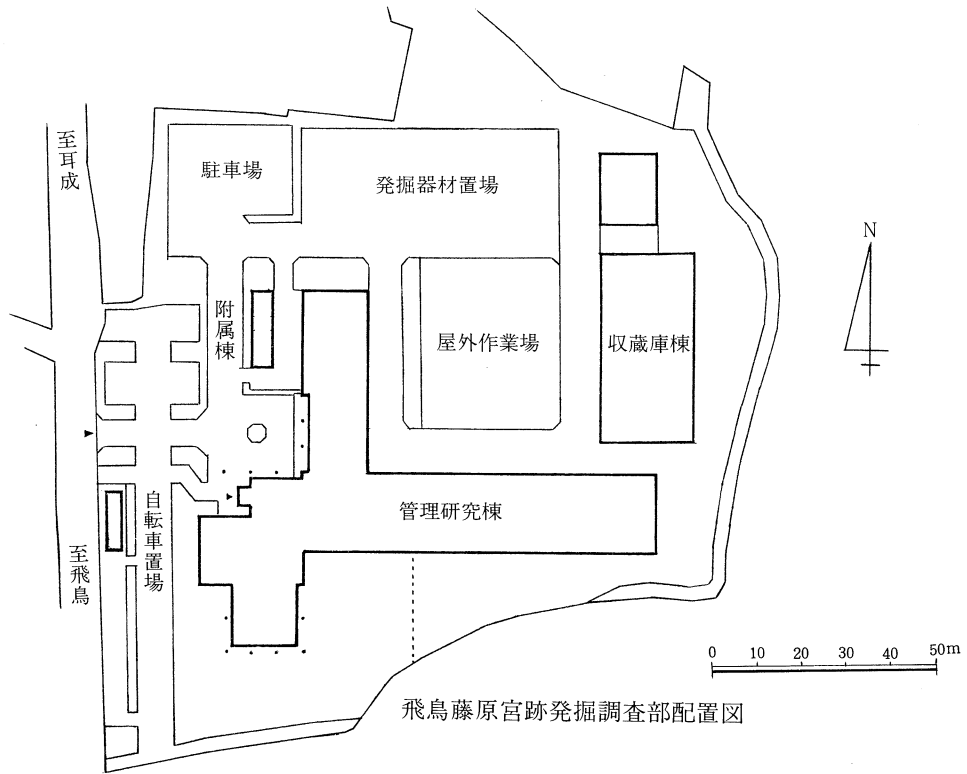 至耳成
駐車場
発掘器材置場
N
附属棟
屋外作業場
収蔵庫棟
自転車置場
管理研究棟
至飛鳥
0 10 20 30 40 50m
飛鳥藤原宮跡発掘調査部配置図